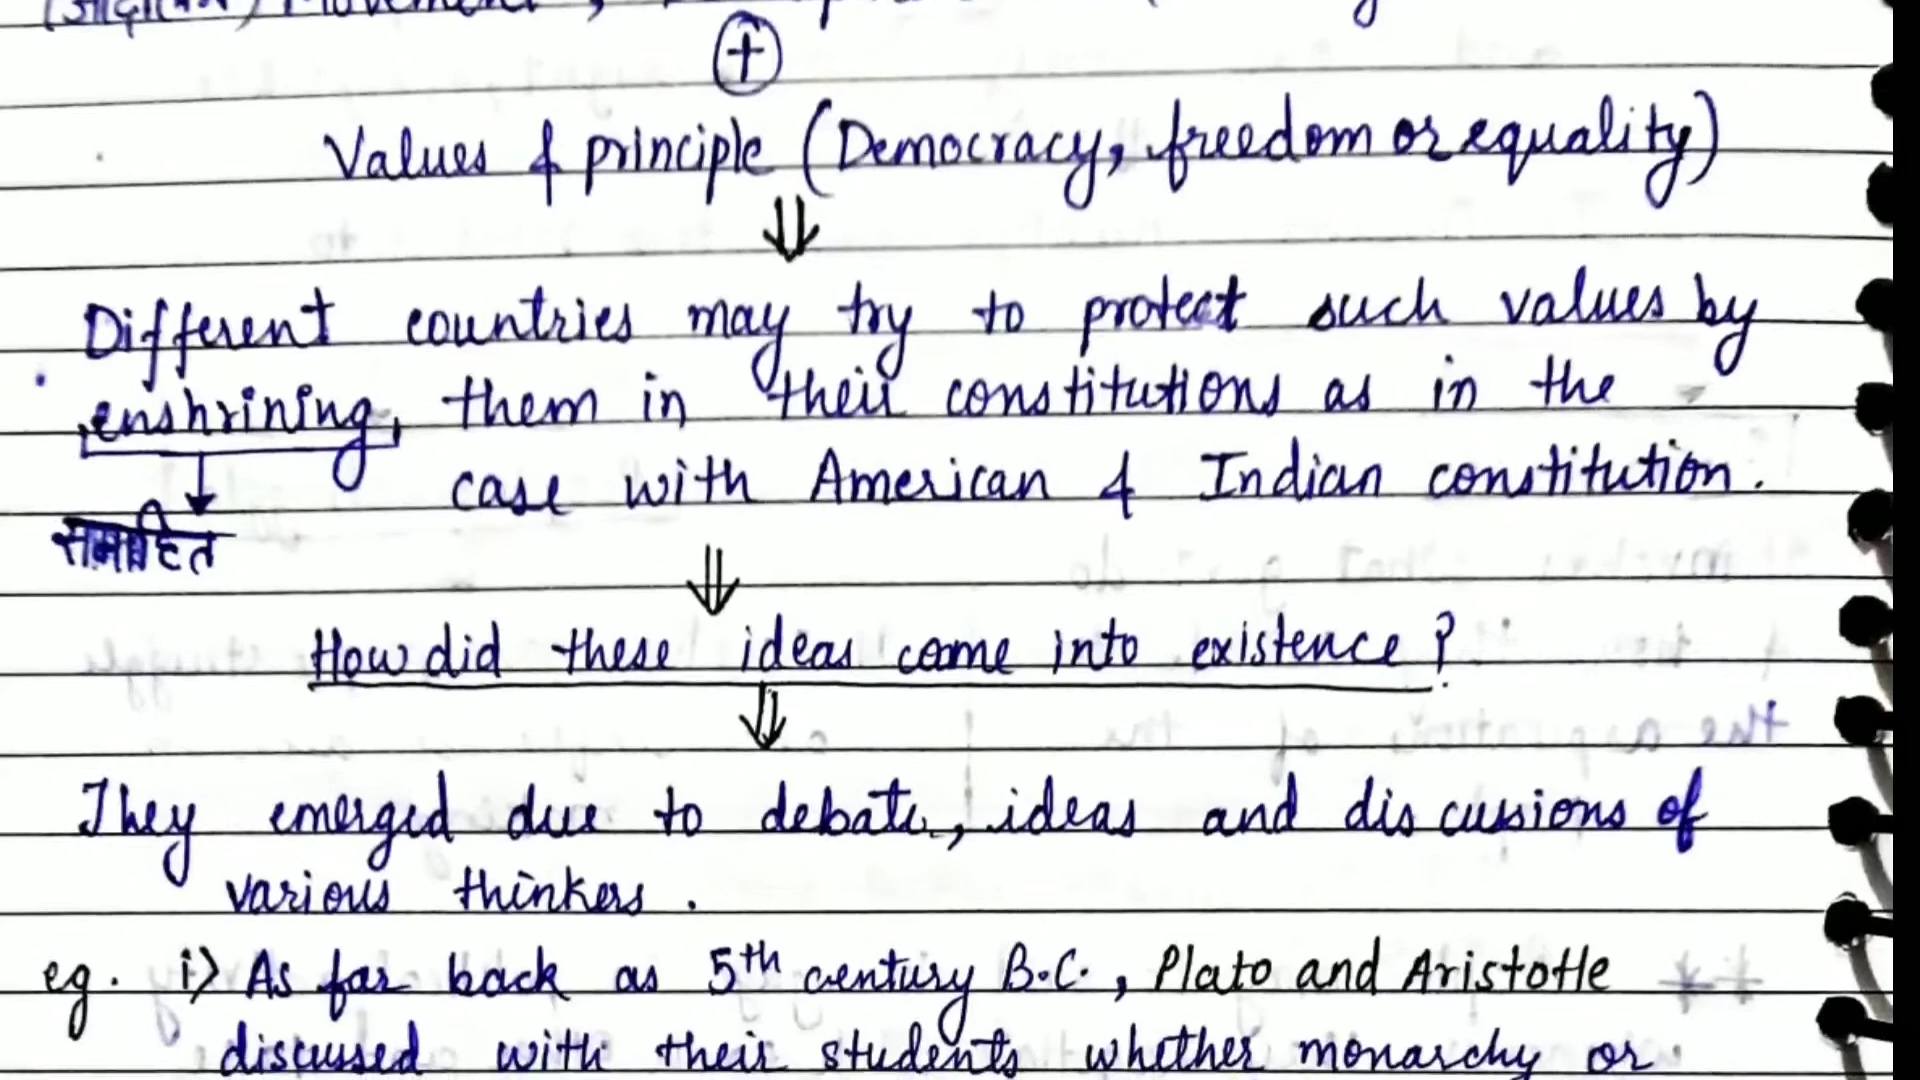 Movement,
+
Values & principle (Democracy, freedom or equality)
⇓
Different countries may try to protect such values by
enshrining, them in their constitutions as in the
case with American & Indian constitution.
↓
समाहित
⇓
How did these ideas come into existence?
⇓
They emerged due to debate, ideas and discussions of
various thinkers.
eg. i) As far back as 5th century B.C., Plato and Aristotle
discussed with their students whether monarchy or